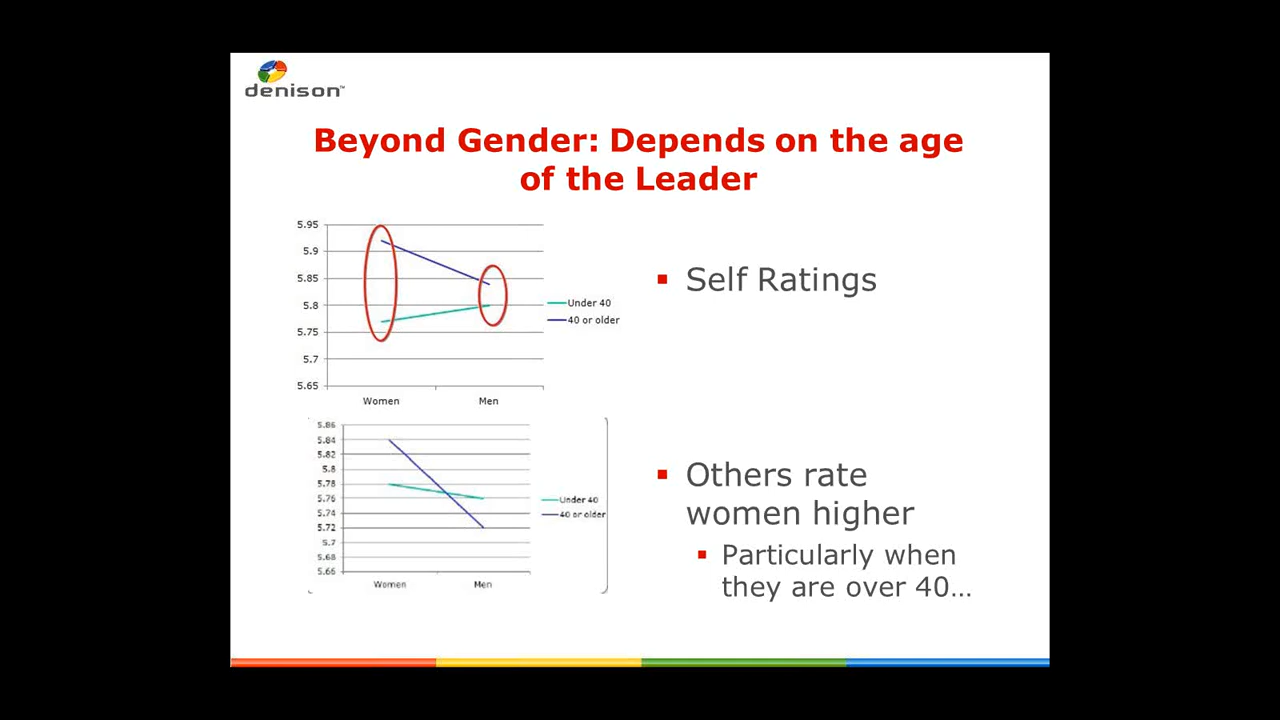 denison™
Beyond Gender: Depends on the age
of the Leader
5.95
5.9
5.85
5.8
5.75
5.7
5.65
Women
Men
Under 40
40 or older
Self Ratings
5.86
5.84
5.82
5.8
5.78
5.76
5.74
5.72
5.7
5.68
5.66
Women
Men
Under 40
40 or older
Others rate
women higher
Particularly when
they are over 40…